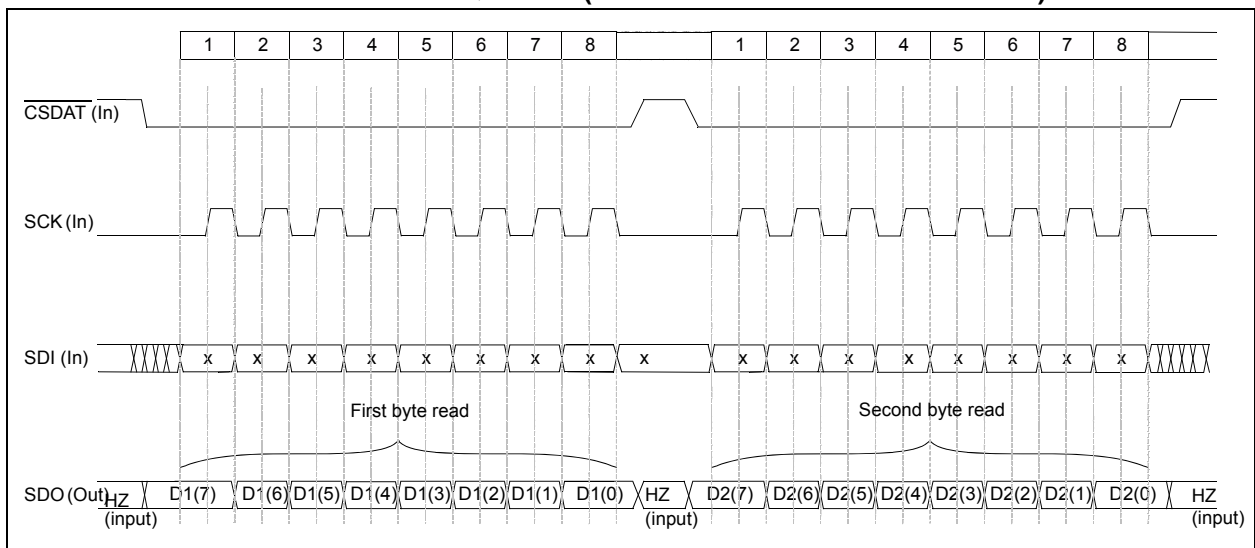 1 2 3 4 5 6 7 8 1 2 3 4 5 6 7 8
CSDAT (In)
SCK (In)
SDI (In) x x x x x x x x x x x x x x x x x
First byte read Second byte read
SDO (Out) HZ D1(7) D1(6) D1(5) D1(4) D1(3) D1(2) D1(1) D1(0) HZ D2(7) D2(6) D2(5) D2(4) D2(3) D2(2) D2(1) D2(0) HZ
(input) (input) (input)